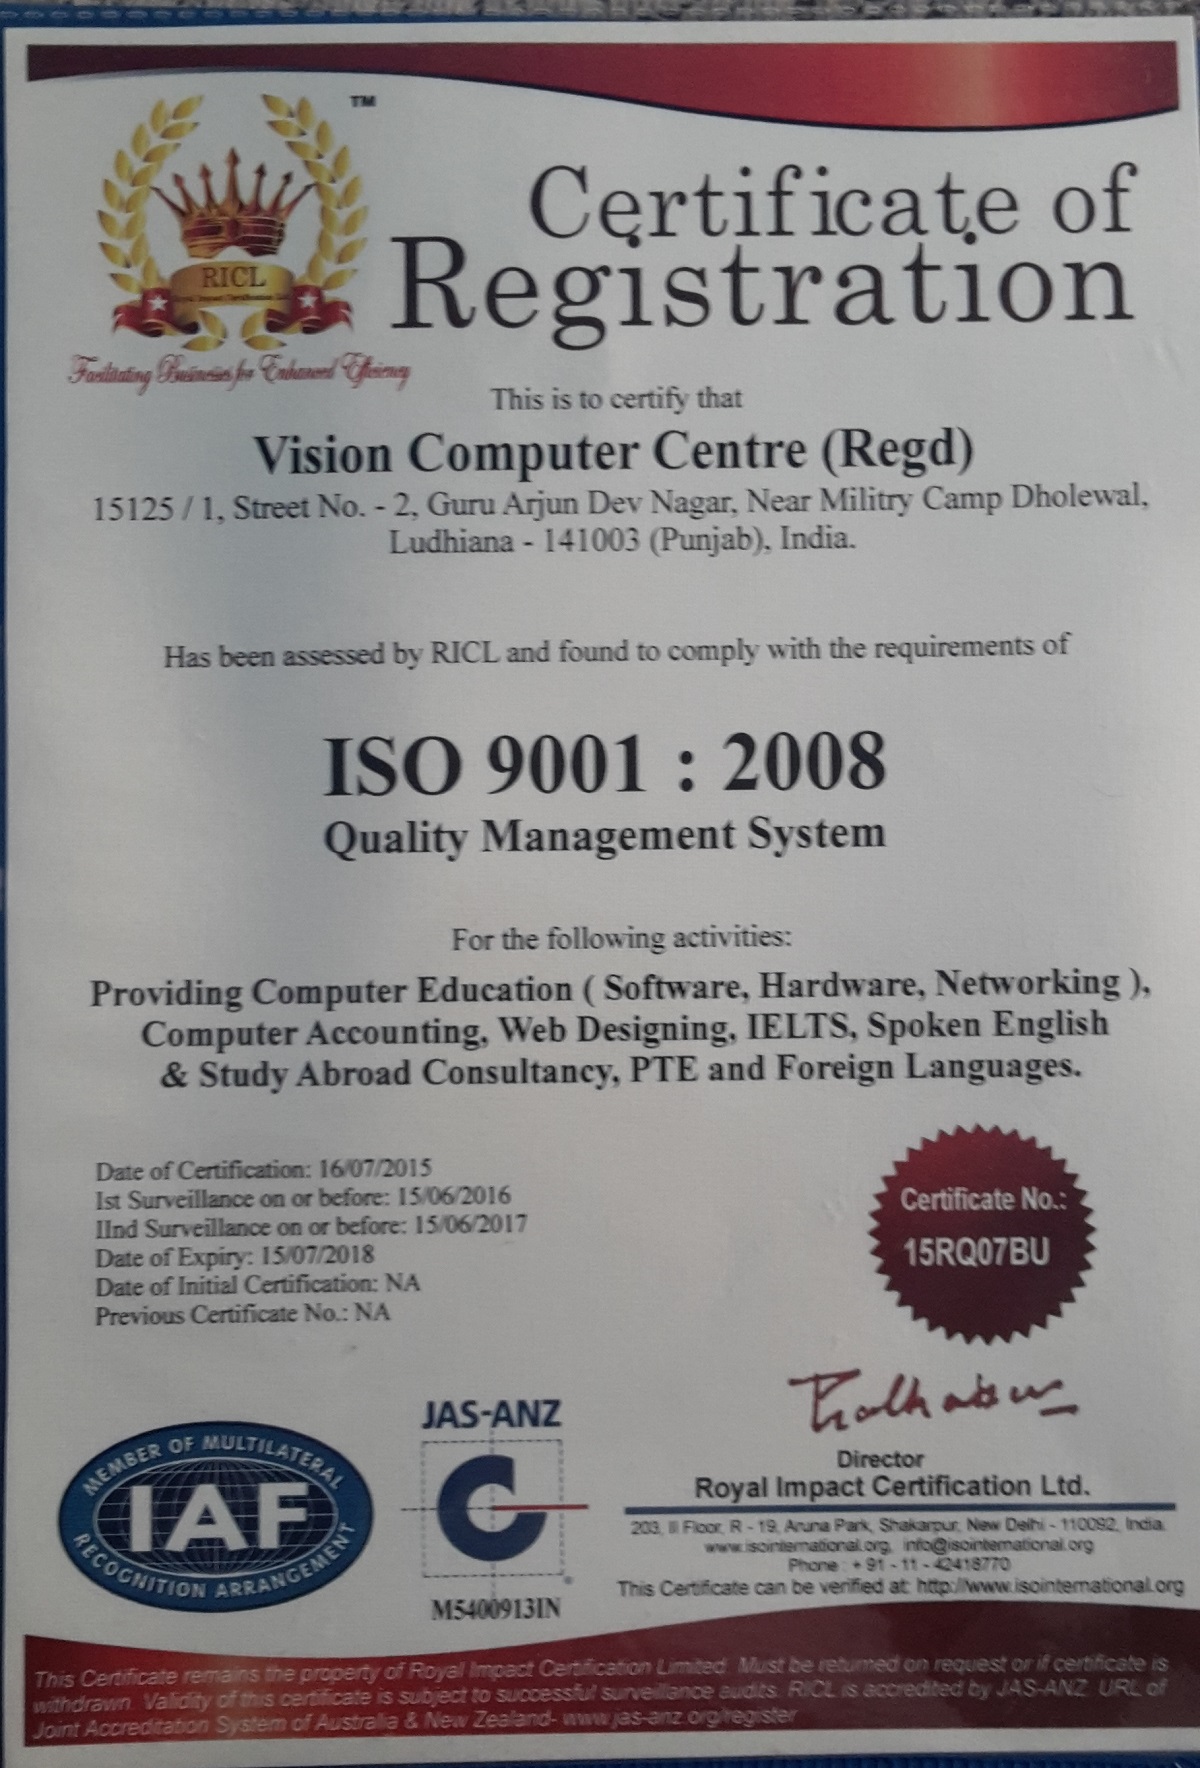 TM
RICL
Facilitating Businesses for Enhanced Efficiency
Certificate of
Registration
This is to certify that
Vision Computer Centre (Regd)
15125 / 1, Street No. - 2, Guru Arjun Dev Nagar, Near Militry Camp Dholewal,
Ludhiana - 141003 (Punjab), India.
Has been assessed by RICL and found to comply with the requirements of
ISO 9001 : 2008
Quality Management System
For the following activities:
Providing Computer Education ( Software, Hardware, Networking ),
Computer Accounting, Web Designing, IELTS, Spoken English
& Study Abroad Consultancy, PTE and Foreign Languages.
Date of Certification: 16/07/2015
Ist Surveillance on or before: 15/06/2016
IInd Surveillance on or before: 15/06/2017
Date of Expiry: 15/07/2018
Date of Initial Certification: NA
Previous Certificate No.: NA
Certificate No.:
15RQ07BU
MEMBER OF MULTILATERAL
IAF
RECOGNITION ARRANGEMENT
JAS-ANZ
M5400913IN
Director
Royal Impact Certification Ltd.
203, II Floor, R - 19, Aruna Park, Shakarpur, New Delhi - 110092, India.
www.isointernational.org, info@isointernational.org
Phone : + 91 - 11 - 42418770
This Certificate can be verified at: http://www.isointernational.org
This Certificate remains the property of Royal Impact Certification Limited. Must be returned on request or if certificate is
withdrawn. Validity of this certificate is subject to successful surveillance audits. RICL is accredited by JAS-ANZ. URL of
Joint Accreditation System of Australia & New Zealand- www.jas-anz.org/register